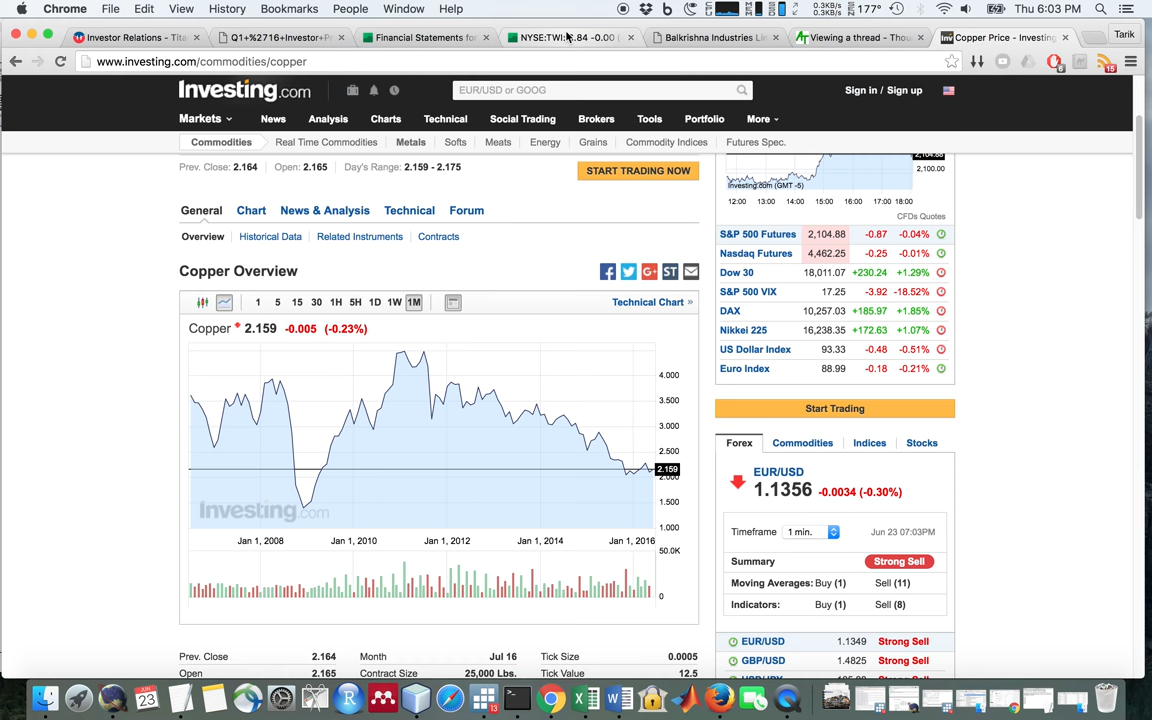 Chrome File Edit View History Bookmarks People Window Help 0.3KB/s 0.3KB/s 177° Thu 6:03 PM
Investor Relations - Tita Q1+%2716+Investor+Pr Financial Statements for NYSE:TWI: .84 -0.00 ( Balkrishna Industries Lin Viewing a thread - Thou Copper Price - Investing Tarik
www.investing.com/commodities/copper 6 15
Investing.com EUR/USD or GOOG Sign in / Sign up
Markets News Analysis Charts Technical Social Trading Brokers Tools Portfolio More
Commodities Real Time Commodities Metals Softs Meats Energy Grains Commodity Indices Futures Spec.
Prev. Close: 2.164 Open: 2.165 Day's Range: 2.159 - 2.175 START TRADING NOW
General Chart News & Analysis Technical Forum
Overview Historical Data Related Instruments Contracts
Copper Overview ST
1 5 15 30 1H 5H 1D 1W 1M Technical Chart »
Copper * 2.159 -0.005 (-0.23%)
4.000
3.500
3.000
2.500
2.159
1.500
1.000
Investing.com
Jan 1, 2008 Jan 1, 2010 Jan 1, 2012 Jan 1, 2014 Jan 1, 2016
50.0K
0
Prev. Close 2.164 Month Jul 16 Tick Size 0.0005
Open 2.165 Contract Size 25,000 Lbs. Tick Value 12.5
2,104.88
2,100.00
Investing.com (GMT -5)
12:00 13:00 14:00 15:00 16:00 17:00 18:00
CFDs Quotes
S&P 500 Futures 2,104.88 -0.87 -0.04%
Nasdaq Futures 4,462.25 -0.25 -0.01%
Dow 30 18,011.07 +230.24 +1.29%
S&P 500 VIX 17.25 -3.92 -18.52%
DAX 10,257.03 +185.97 +1.85%
Nikkei 225 16,238.35 +172.63 +1.07%
US Dollar Index 93.33 -0.48 -0.51%
Euro Index 88.99 -0.18 -0.21%
Start Trading
Forex Commodities Indices Stocks
EUR/USD
1.1356 -0.0034 (-0.30%)
Timeframe 1 min. Jun 23 07:03PM
Summary Strong Sell
Moving Averages: Buy (1) Sell (11)
Indicators: Buy (1) Sell (8)
EUR/USD 1.1349 Strong Sell
GBP/USD 1.4825 Strong Sell
JUN 23 13